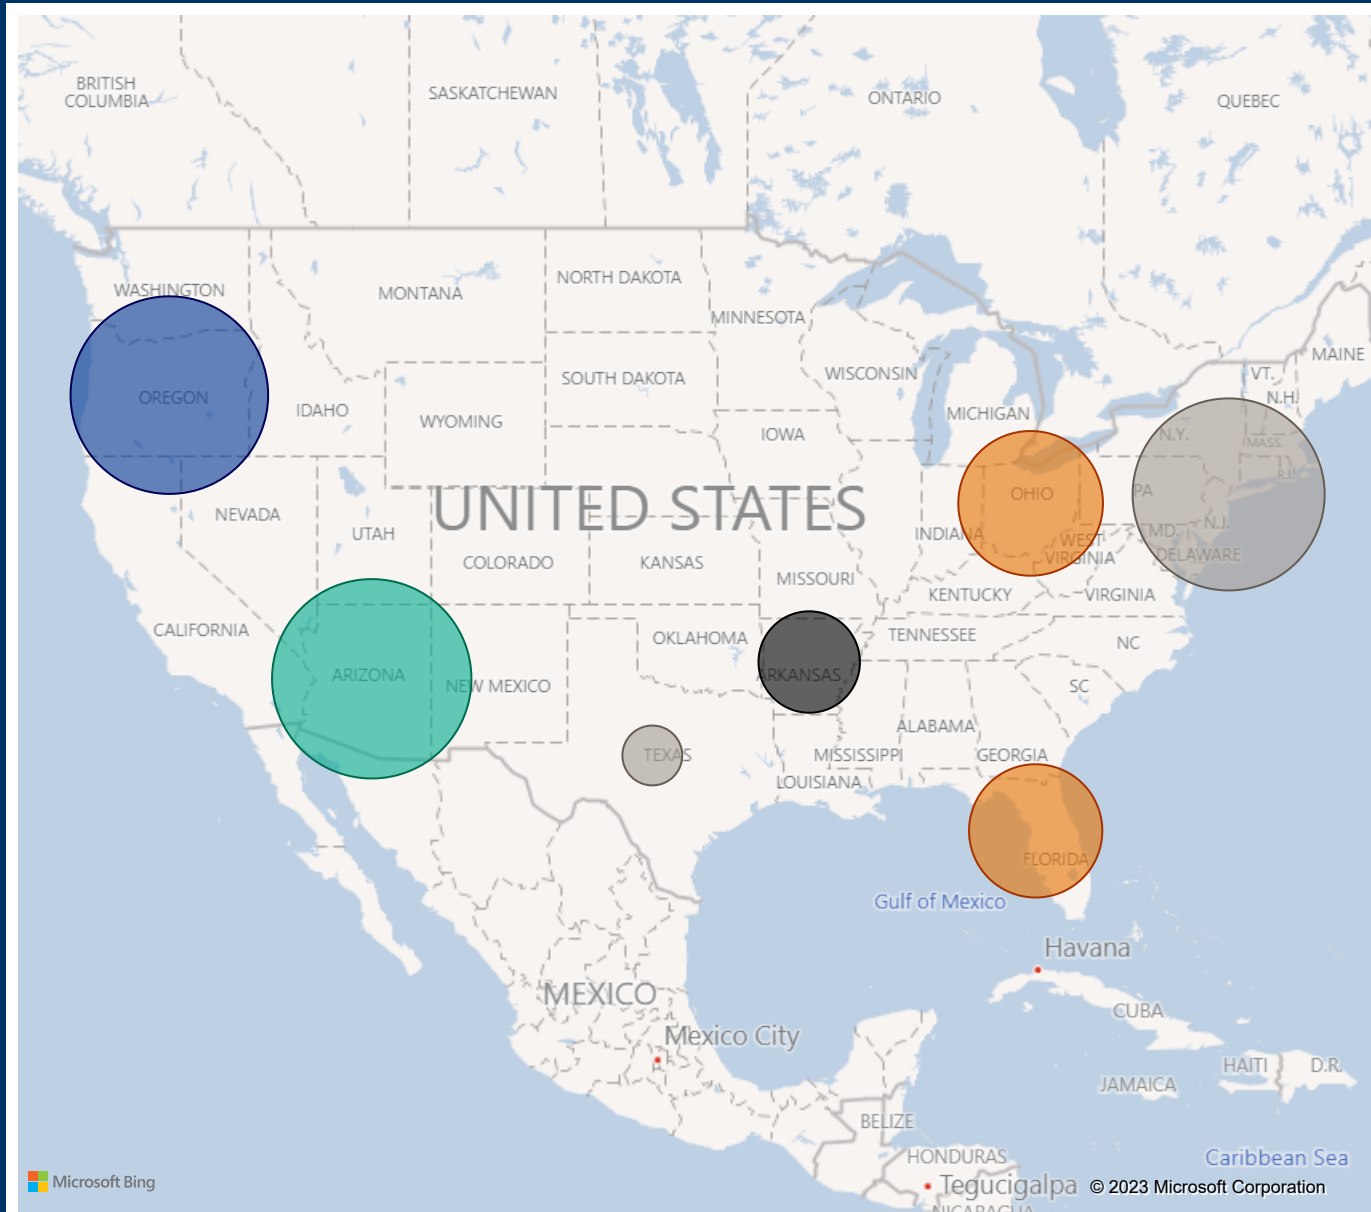 BRITISH
COLUMBIA
SASKATCHEWAN
ONTARIO
QUEBEC
WASHINGTON
MONTANA
NORTH DAKOTA
MINNESOTA
MAINE
VT.
N.H.
SOUTH DAKOTA
WISCONSIN
OREGON
IDAHO
WYOMING
MICHIGAN
IOWA
N.Y.
MASS.
R.I.
UNITED STATES
OHIO
PA
NEVADA
UTAH
INDIANA
N.J.
MD.
WEST
VIRGINIA
DELAWARE
COLORADO
KANSAS
MISSOURI
KENTUCKY
VIRGINIA
CALIFORNIA
OKLAHOMA
TENNESSEE
NC
ARIZONA
NEW MEXICO
ARKANSAS
SC
ALABAMA
TEXAS
MISSISSIPPI
GEORGIA
LOUISIANA
FLORIDA
Gulf of Mexico
Havana
MEXICO
CUBA
Mexico City
HAITI
D.R.
JAMAICA
BELIZE
HONDURAS
Caribbean Sea
Microsoft Bing
Tegucigalpa
© 2023 Microsoft Corporation
NICARAGUA